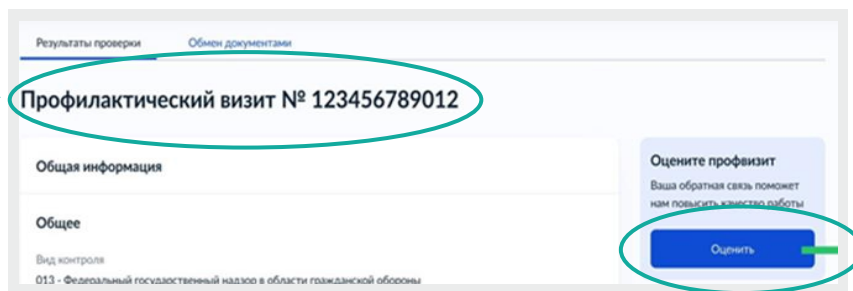 Результаты проверки
Обмен документами
Профилактический визит № 123456789012
Общая информация
Общее
Вид контроля
013 - Федеральный государственный надзор в области гражданской обороны
Оцените профвизит
Ваша обратная связь поможет
нам повысить качество работы
Оценить